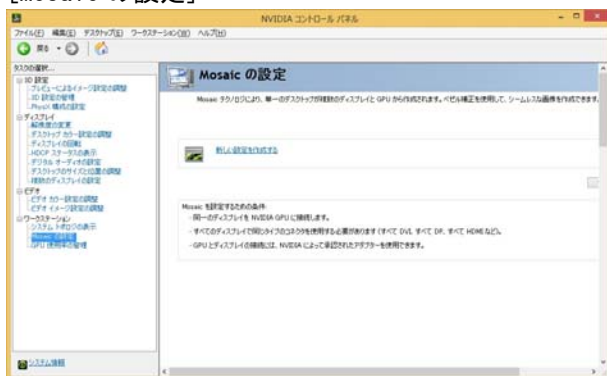 [Mosaic の設定]
NVIDIA コントロール パネル
ファイル(F) 編集(E) デスクトップ(T) ワークステーション(W) ヘルプ(H)
戻る
タスクの選択...
3D 設定
プレビューによるイメージ設定の調整
3D 設定の管理
PhysX 構成の設定
ディスプレイ
解像度の変更
デスクトップ カラー設定の調整
ディスプレイの回転
HDCP ステータスの表示
デジタル オーディオの設定
デスクトップのサイズと位置の調整
複数のディスプレイの設定
ビデオ
ビデオ カラー設定の調整
ビデオ イメージ設定の調整
ワークステーション
システム トポロジの表示
Mosaic の設定
GPU 使用率の管理
システム情報
Mosaic の設定
Mosaic テクノロジにより、単一のデスクトップが複数のディスプレイと GPU から作成されます。ベゼル補正を使用して、シームレスな画像を作成できます。
新しい設定を作成する
Mosaic を設定するための条件:
- 同一のディスプレイを NVIDIA GPU に接続します。
- すべてのディスプレイで同じタイプのコネクタを使用する必要があります (すべて DVI、すべて DP、すべて HDMI など)。
- GPU とディスプレイの接続には、NVIDIA によって承認されたアダプターを使用できます。